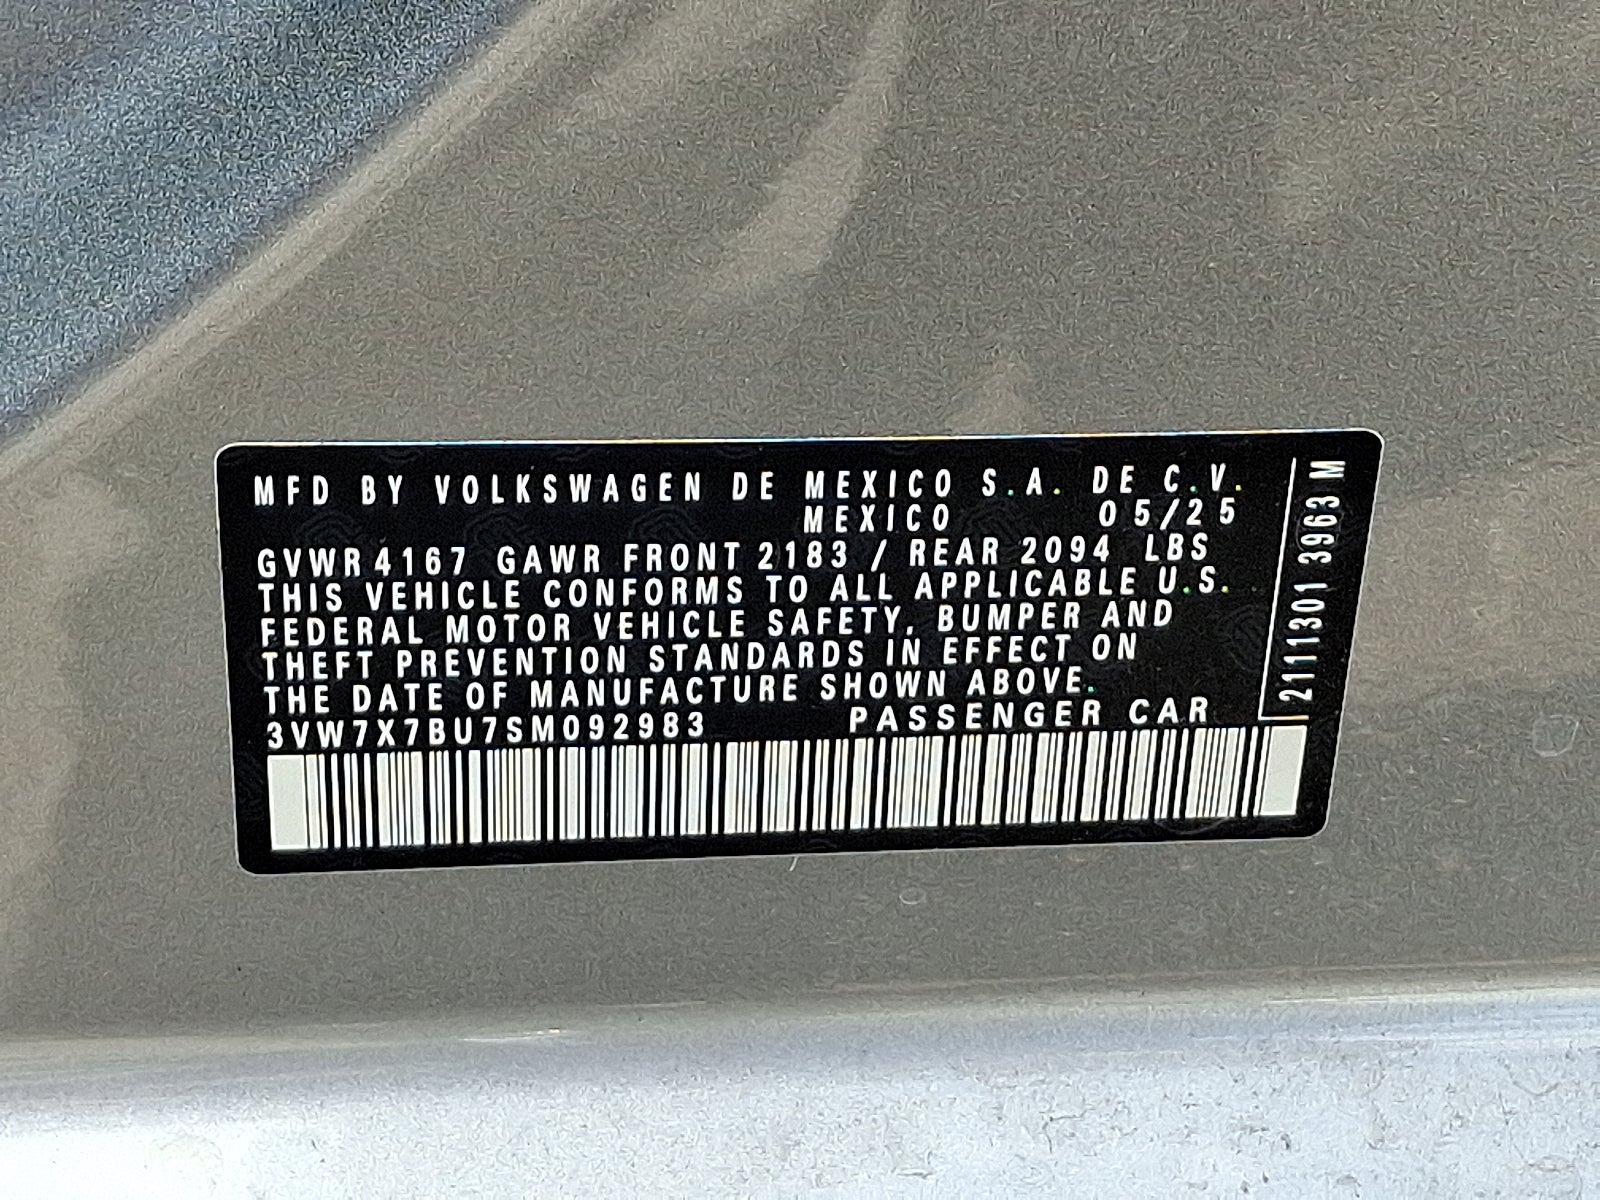 MFD BY VOLKSWAGEN DE MEXICO S.A. DE C.V.
MEXICO 05/25
GVWR 4167 GAWR FRONT 2183 / REAR 2094 LBS
THIS VEHICLE CONFORMS TO ALL APPLICABLE U.S.
FEDERAL MOTOR VEHICLE SAFETY, BUMPER AND
THEFT PREVENTION STANDARDS IN EFFECT ON
THE DATE OF MANUFACTURE SHOWN ABOVE.
3VW7X7BU7SM092983 PASSENGER CAR
2111301 3963 M